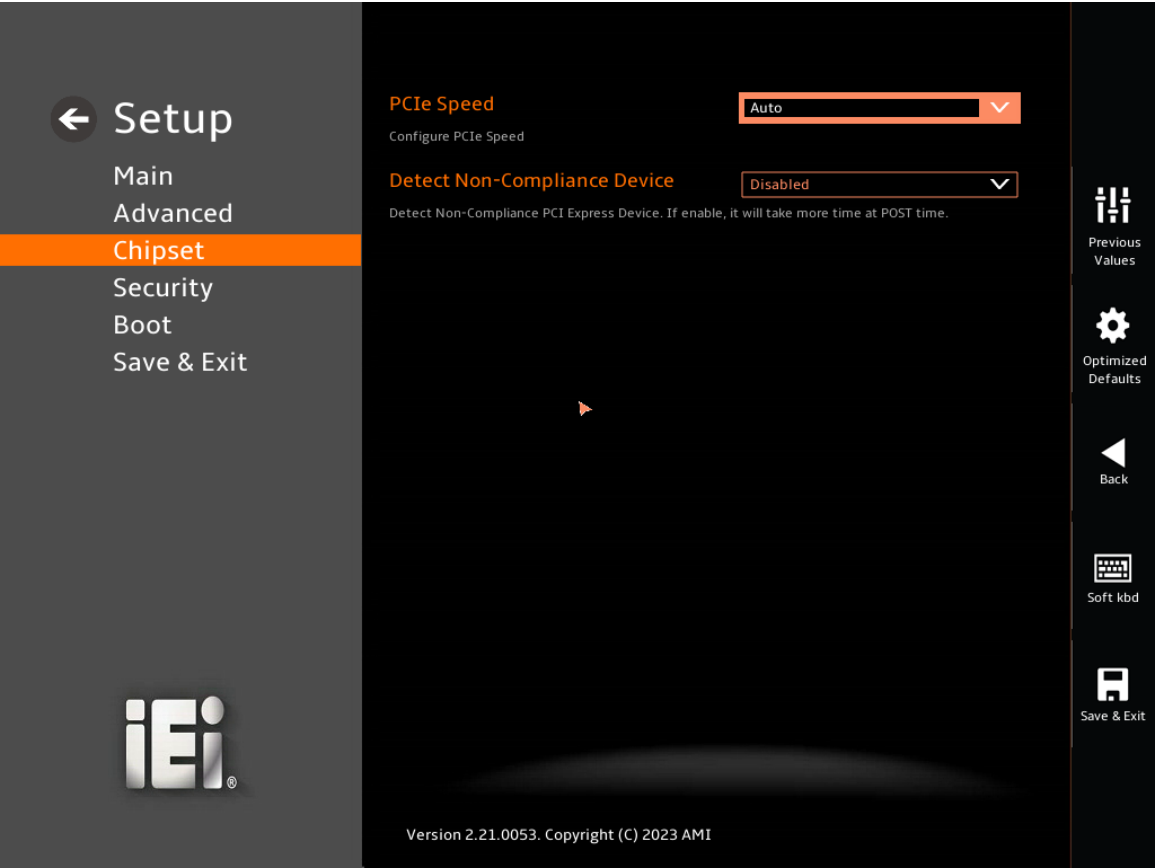 Setup
Main
Advanced
Chipset
Security
Boot
Save & Exit
iEi®
PCIe Speed
Auto
Configure PCIe Speed
Detect Non-Compliance Device
Disabled
Detect Non-Compliance PCI Express Device. If enable, it will take more time at POST time.
Version 2.21.0053. Copyright (C) 2023 AMI
Previous
Values
Optimized
Defaults
Back
Soft kbd
Save & Exit